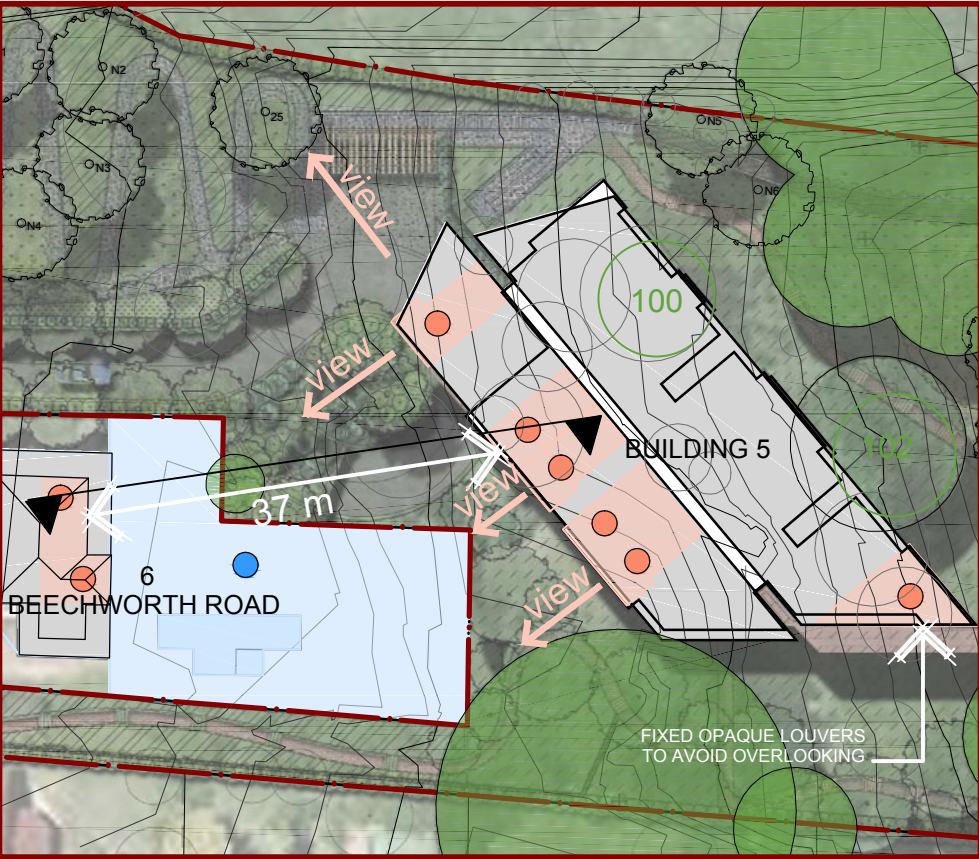 N2
25
N5
N3
N6
view
N4
100
view
BUILDING 5
102
view
37 m
6
BEECHWORTH ROAD
view
FIXED OPAQUE LOUVERS
TO AVOID OVERLOOKING